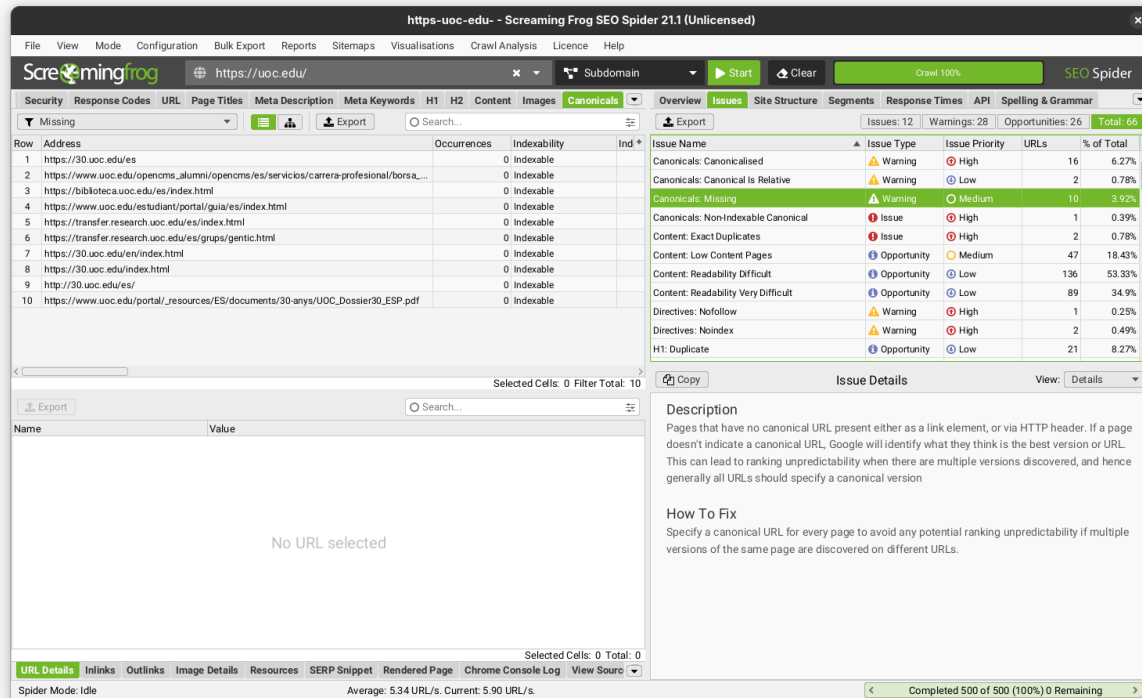 https-uoc-edu- - Screaming Frog SEO Spider 21.1 (Unlicensed)
File View Mode Configuration Bulk Export Reports Sitemaps Visualisations Crawl Analysis Licence Help
Screamingfrog https://uoc.edu/ Subdomain Start Clear Crawl 100% SEO Spider
Security Response Codes URL Page Titles Meta Description Meta Keywords H1 H2 Content Images Canonicals
Missing Export Search...
Row Address Occurrences Indexability Ind
1 https://30.uoc.edu/es 0 Indexable
2 https://www.uoc.edu/opencms_alumni/opencms/es/servicios/carrera-profesional/borsa_... 0 Indexable
3 https://biblioteca.uoc.edu/es/index.html 0 Indexable
4 https://www.uoc.edu/estudiant/portal/guia/es/index.html 0 Indexable
5 https://transfer.research.uoc.edu/es/index.html 0 Indexable
6 https://transfer.research.uoc.edu/es/grups/gentic.html 0 Indexable
7 https://30.uoc.edu/en/index.html 0 Indexable
8 https://30.uoc.edu/index.html 0 Indexable
9 http://30.uoc.edu/es/ 0 Indexable
10 https://www.uoc.edu/portal/_resources/ES/documents/30-anys/UOC_Dossier30_ESP.pdf 0 Indexable
Selected Cells: 0 Filter Total: 10
Export Search...
Name Value
No URL selected
Selected Cells: 0 Total: 0
URL Details Inlinks Outlinks Image Details Resources SERP Snippet Rendered Page Chrome Console Log View Sourc
Overview Issues Site Structure Segments Response Times API Spelling & Grammar
Export Issues: 12 Warnings: 28 Opportunities: 26 Total: 66
Issue Name Issue Type Issue Priority URLs % of Total
Canonicals: Canonicalised Warning High 16 6.27%
Canonicals: Canonical Is Relative Warning Low 2 0.78%
Canonicals: Missing Warning Medium 10 3.92%
Canonicals: Non-Indexable Canonical Issue High 1 0.39%
Content: Exact Duplicates Issue High 2 0.78%
Content: Low Content Pages Opportunity Medium 47 18.43%
Content: Readability Difficult Opportunity Low 136 53.33%
Content: Readability Very Difficult Opportunity Low 89 34.9%
Directives: Nofollow Warning High 1 0.25%
Directives: Noindex Warning High 2 0.49%
H1: Duplicate Opportunity Low 21 8.27%
Copy Issue Details View: Details
Description
Pages that have no canonical URL present either as a link element, or via HTTP header. If a page
doesn't indicate a canonical URL, Google will identify what they think is the best version or URL.
This can lead to ranking unpredictability when there are multiple versions discovered, and hence
generally all URLs should specify a canonical version
How To Fix
Specify a canonical URL for every page to avoid any potential ranking unpredictability if multiple
versions of the same page are discovered on different URLs.
Spider Mode: Idle Average: 5.34 URL/s. Current: 5.90 URL/s. Completed 500 of 500 (100%) 0 Remaining